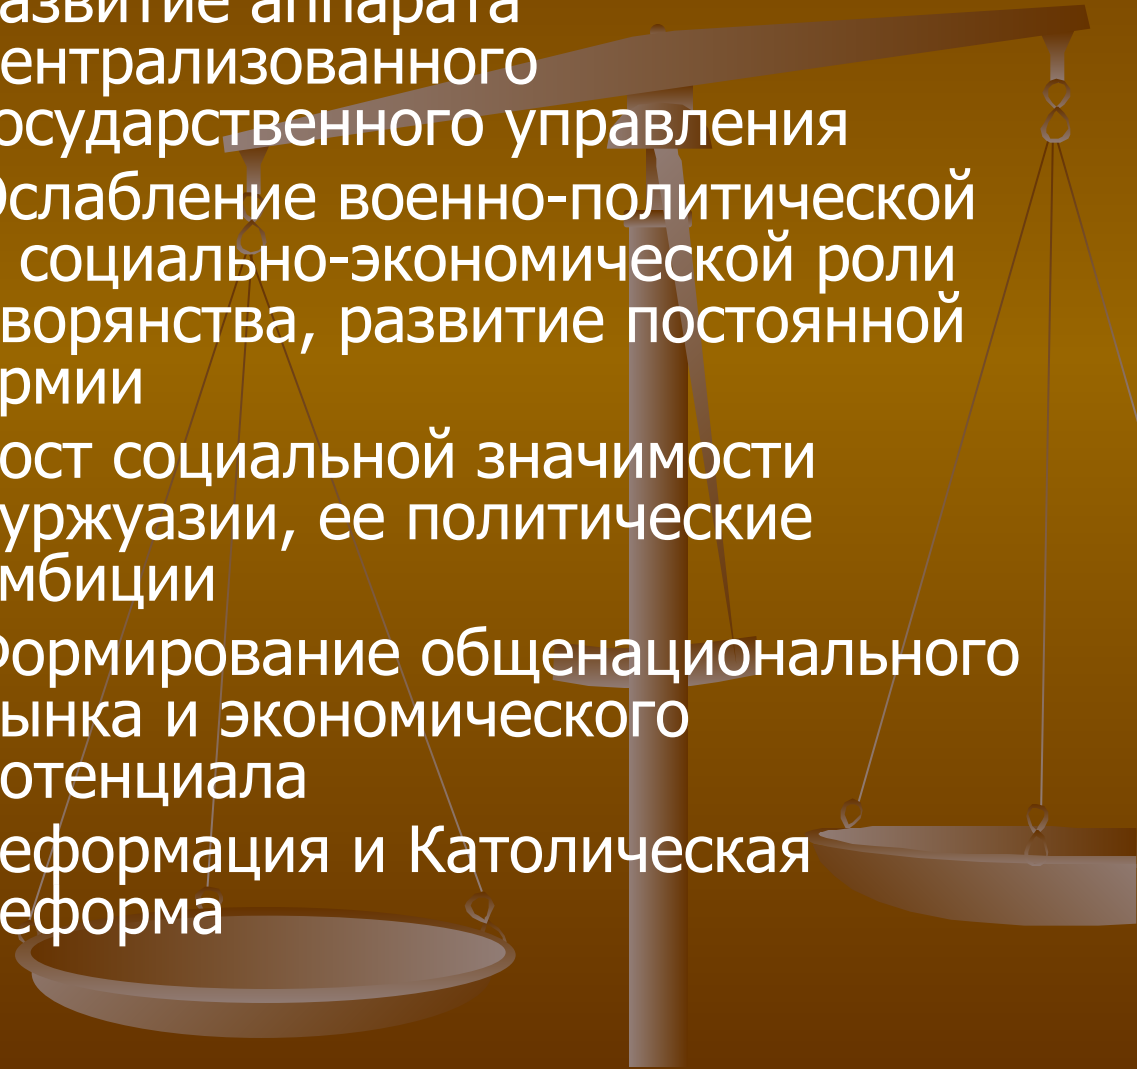 азвитие аппарата
ентрализованного
осударственного управления
Ослабление военно-политической
социально-экономической роли
ворянства, развитие постоянной
рмии
ост социальной значимости
уржуазии, ее политические
мбиции
Формирование общенационального
ынка и экономического
отенциала
еформация и Католическая
еформа